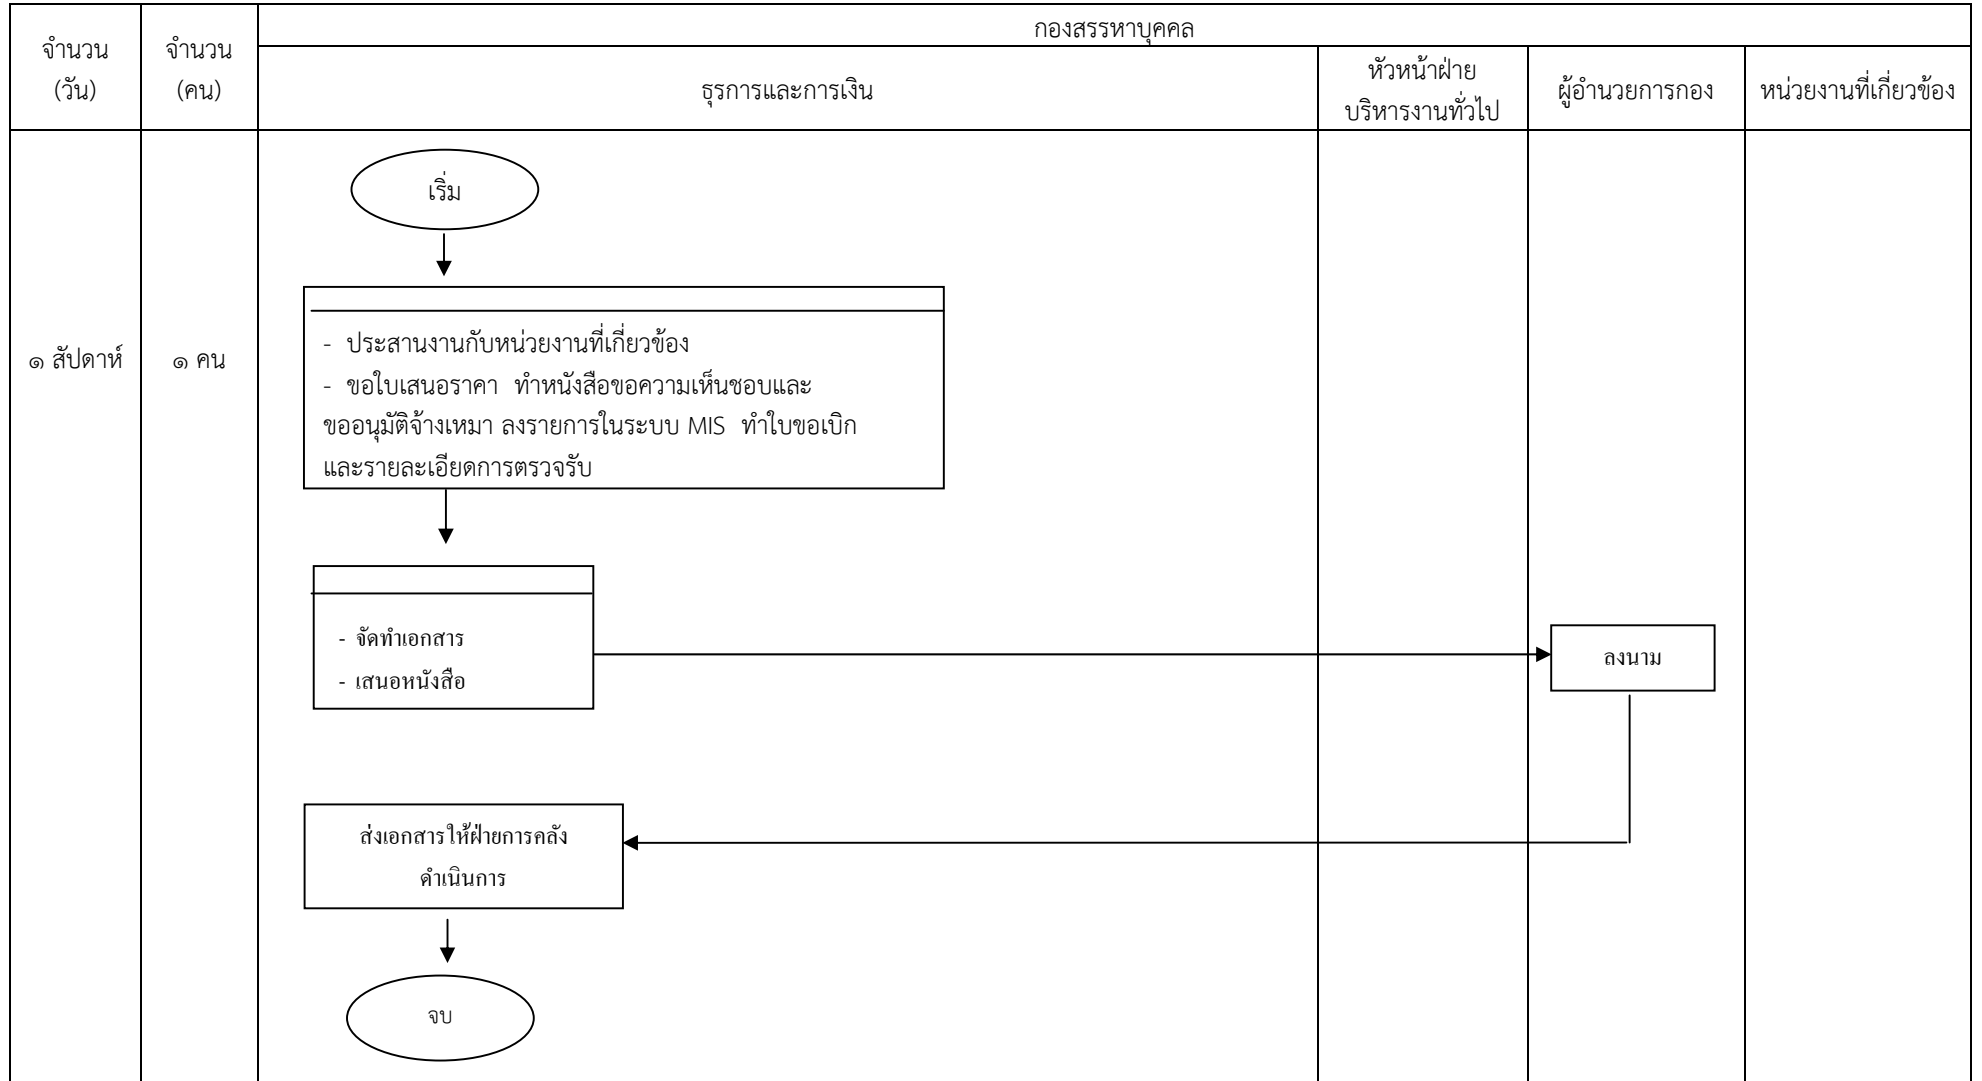 กองสรรหาบุคคล
จำนวน
(วัน)
จำนวน
(คน)
ธุรการและการเงิน
หัวหน้าฝ่าย
บริหารงานทั่วไป
ผู้อำนวยการกอง
หน่วยงานที่เกี่ยวข้อง
เริ่ม
๑ สัปดาห์
๑ คน
- ประสานงานกับหน่วยงานที่เกี่ยวข้อง
- ขอใบเสนอราคา ทำหนังสือขอความเห็นชอบและ
ขออนุมัติจ้างเหมา ลงรายการในระบบ MIS ทำใบขอเบิก
และรายละเอียดการตรวจรับ
- จัดทำเอกสาร
- เสนอหนังสือ
ลงนาม
ส่งเอกสารให้ฝ่ายการคลัง
ดำเนินการ
จบ